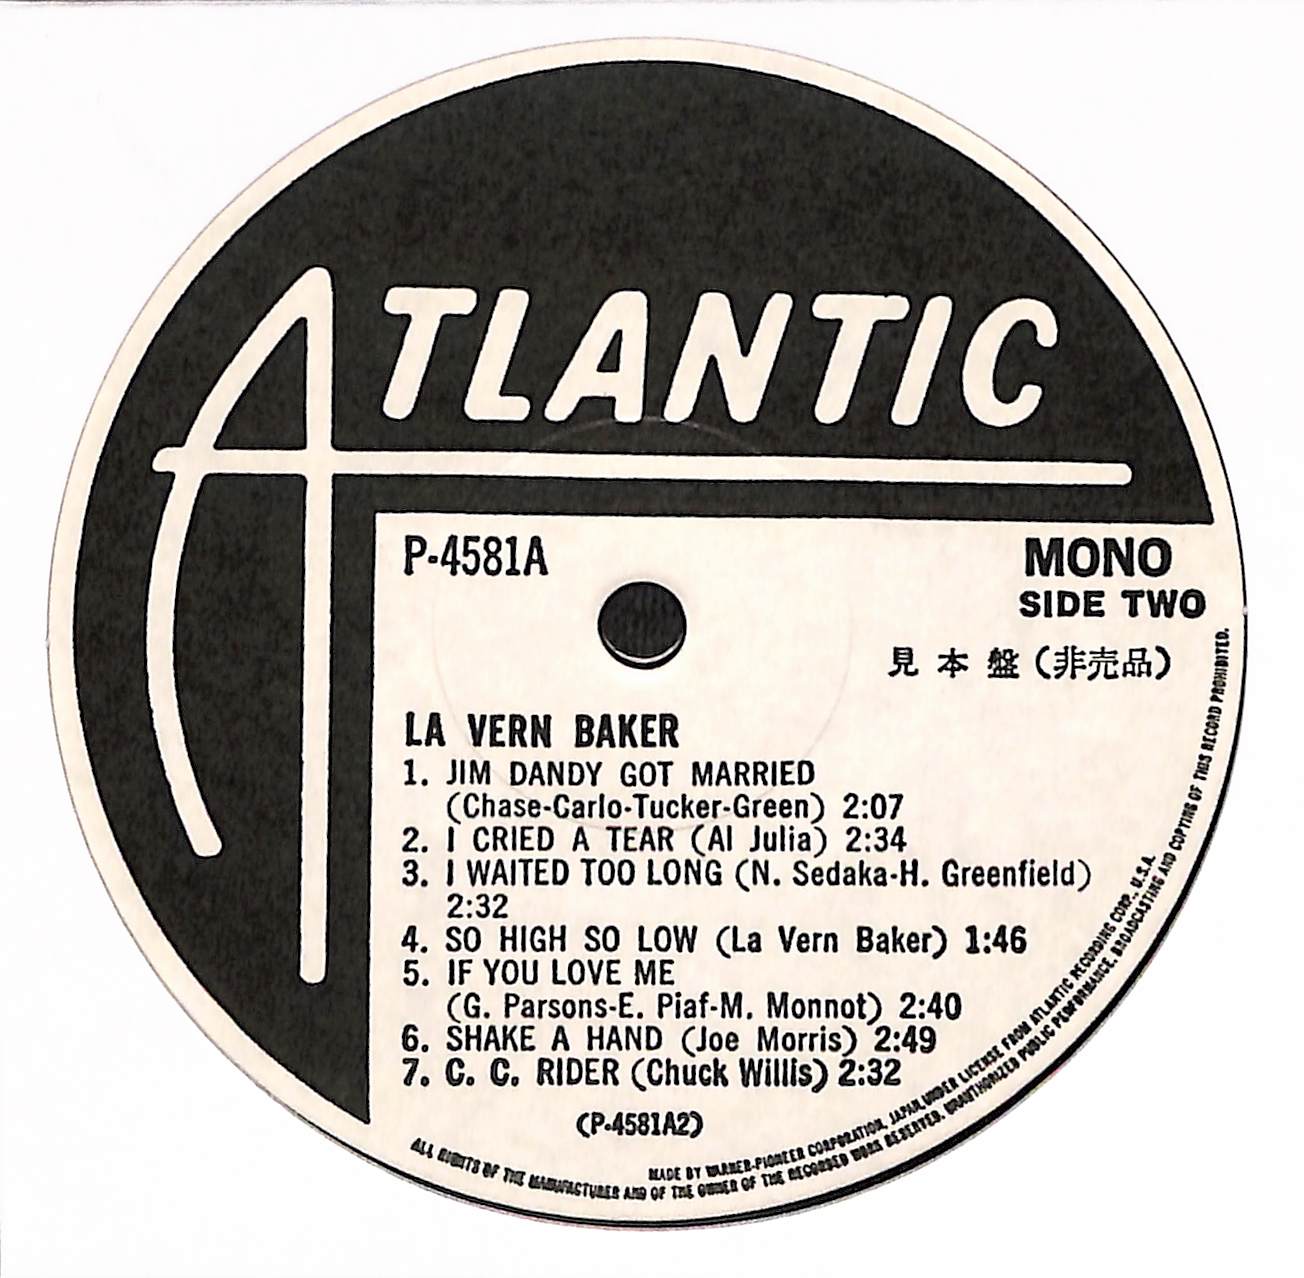 ATLANTIC
P-4581A
MONO
SIDE TWO
見本盤(非売品)
LA VERN BAKER
1. JIM DANDY GOT MARRIED
(Chase-Carlo-Tucker-Green) 2:07
2. I CRIED A TEAR (Al Julia) 2:34
3. I WAITED TOO LONG (N. Sedaka-H. Greenfield)
2:32
4. SO HIGH SO LOW (La Vern Baker) 1:46
5. IF YOU LOVE ME
(G. Parsons-E. Piaf-M. Monnot) 2:40
6. SHAKE A HAND (Joe Morris) 2:49
7. C. C. RIDER (Chuck Willis) 2:32
(P-4581A2)
MADE BY WARNER-PIONEER CORPORATION, JAPAN, UNDER LICENSE FROM ATLANTIC RECORDING CORP., U.S.A.
ALL RIGHTS OF THE MANUFACTURER AND OF THE OWNER OF THE RECORDED WORK RESERVED. UNAUTHORIZED PUBLIC PERFORMANCE. BROADCASTING AND COPYING OF THIS RECORD PROHIBITED.